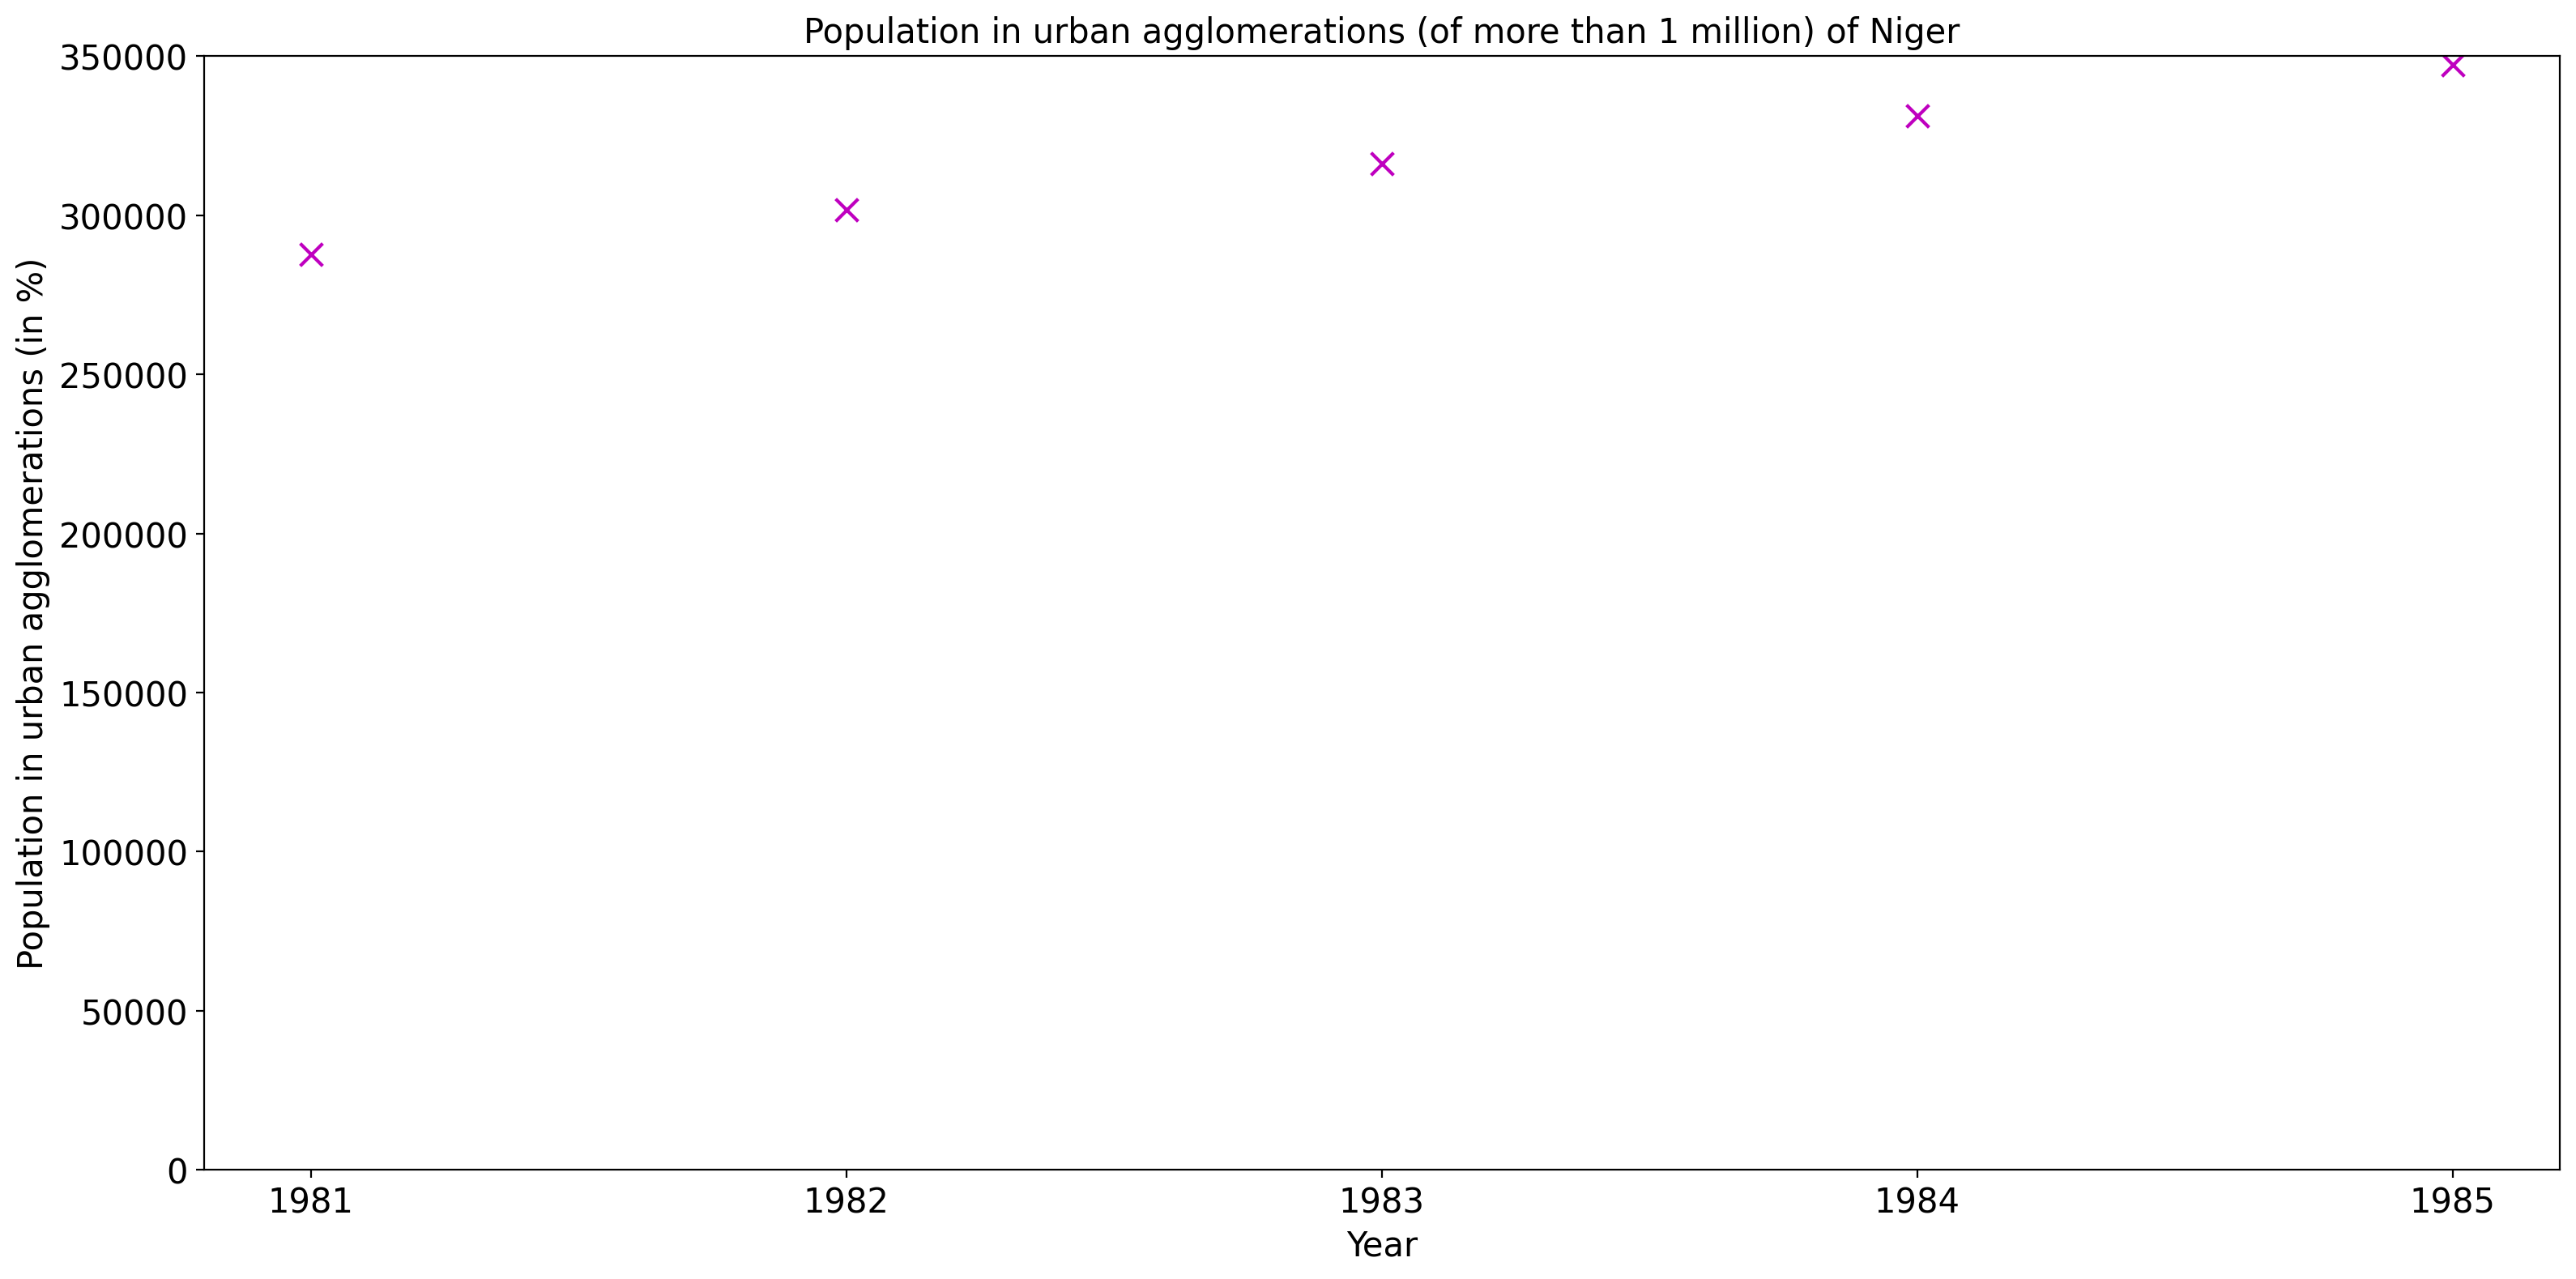 Population in urban agglomerations (of more than 1 million) of Niger
Population in urban agglomerations (in %)
350000
300000
250000
200000
150000
100000
50000
0
1981 1982 1983 1984 1985
Year